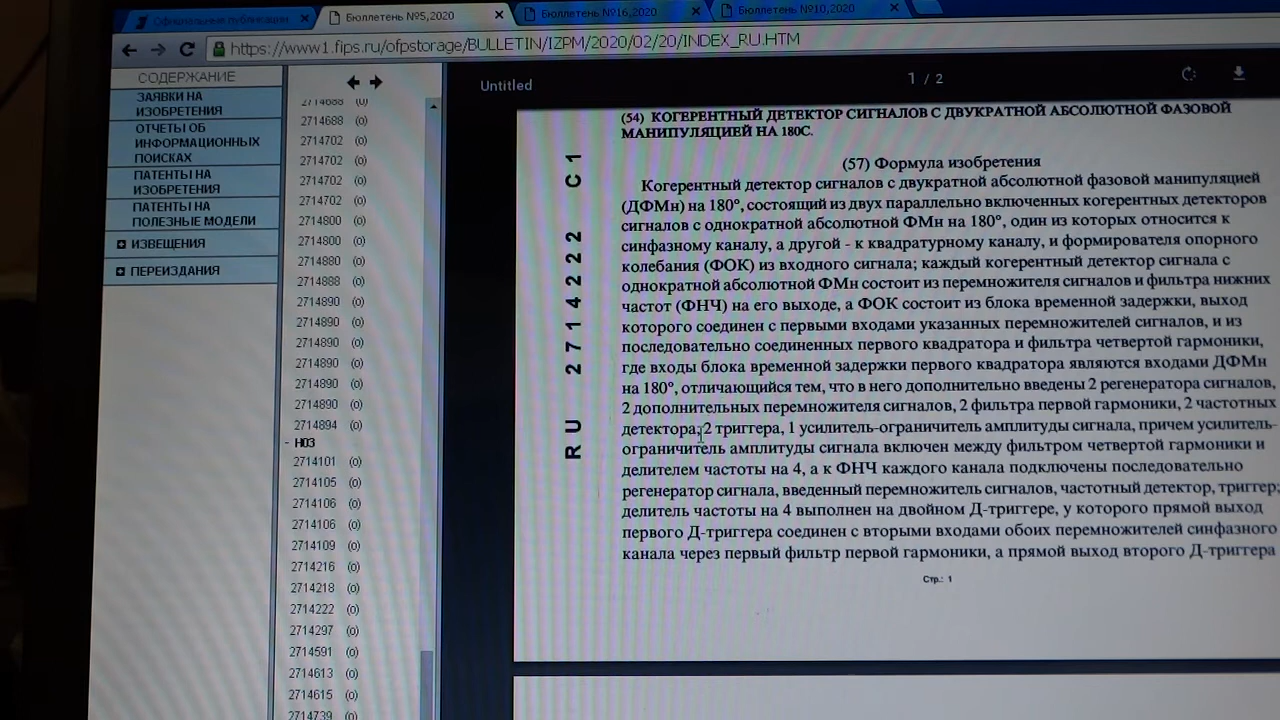 Официальные публикации
Бюллетень №5,2020
Бюллетень №16,2020
Бюллетень №10,2020
https://www1.fips.ru/ofpstorage/BULLETIN/IZPM/2020/02/20/INDEX_RU.HTM
СОДЕРЖАНИЕ
ЗАЯВКИ НА
ИЗОБРЕТЕНИЯ
ОТЧЕТЫ ОБ
ИНФОРМАЦИОННЫХ
ПОИСКАХ
ПАТЕНТЫ НА
ИЗОБРЕТЕНИЯ
ПАТЕНТЫ НА
ПОЛЕЗНЫЕ МОДЕЛИ
ИЗВЕЩЕНИЯ
ПЕРЕИЗДАНИЯ
2714688 (0)
2714688 (0)
2714702 (0)
2714702 (0)
2714702 (0)
2714702 (0)
2714800 (0)
2714800 (0)
2714880 (0)
2714888 (0)
2714890 (0)
2714890 (0)
2714890 (0)
2714890 (0)
2714890 (0)
2714890 (0)
2714894 (0)
- H03
2714101 (0)
2714105 (0)
2714106 (0)
2714106 (0)
2714109 (0)
2714216 (0)
2714218 (0)
2714222 (0)
2714297 (0)
2714591 (0)
2714613 (0)
2714615 (0)
2714739 (0)
Untitled
1 / 2
RU 2714222 C1
(54) КОГЕРЕНТНЫЙ ДЕТЕКТОР СИГНАЛОВ С ДВУКРАТНОЙ АБСОЛЮТНОЙ ФАЗОВОЙ
МАНИПУЛЯЦИЕЙ НА 180С.
(57) Формула изобретения
Когерентный детектор сигналов с двукратной абсолютной фазовой манипуляцией
(ДФМн) на 180°, состоящий из двух параллельно включенных когерентных детекторов
сигналов с однократной абсолютной ФМн на 180°, один из которых относится к
синфазному каналу, а другой - к квадратурному каналу, и формирователя опорного
колебания (ФОК) из входного сигнала; каждый когерентный детектор сигнала с
однократной абсолютной ФМн состоит из перемножителя сигналов и фильтра нижних
частот (ФНЧ) на его выходе, а ФОК состоит из блока временной задержки, выход
которого соединен с первыми входами указанных перемножителей сигналов, и из
последовательно соединенных первого квадратора и фильтра четвертой гармоники,
где входы блока временной задержки первого квадратора являются входами ДФМн
на 180°, отличающийся тем, что в него дополнительно введены 2 регенератора сигналов,
2 дополнительных перемножителя сигналов, 2 фильтра первой гармоники, 2 частотных
детектора, 2 триггера, 1 усилитель-ограничитель амплитуды сигнала, причем усилитель-
ограничитель амплитуды сигнала включен между фильтром четвертой гармоники и
делителем частоты на 4, а к ФНЧ каждого канала подключены последовательно
регенератор сигнала, введенный перемножитель сигналов, частотный детектор, триггер;
делитель частоты на 4 выполнен на двойном Д-триггере, у которого прямой выход
первого Д-триггера соединен с вторыми входами обоих перемножителей синфазного
канала через первый фильтр первой гармоники, а прямой выход второго Д-триггера
Стр.: 1